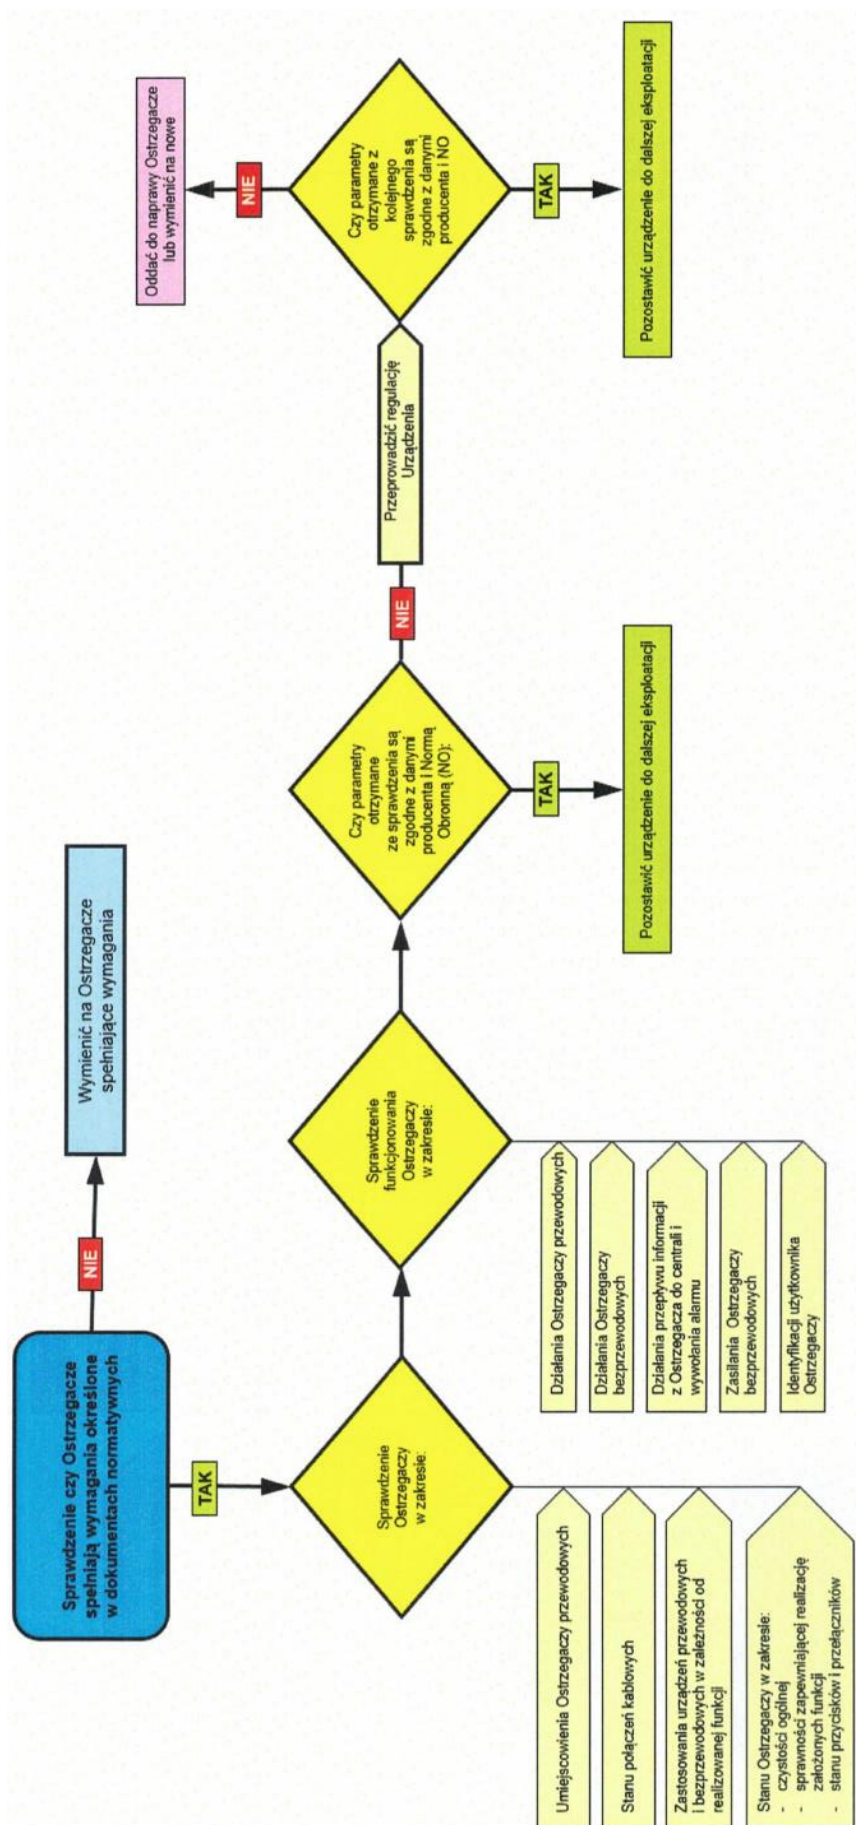 Sprawdzenie czy Ostrzegacze
spełniają wymagania określone
w dokumentach normatywnych
NIE
Wymienić na Ostrzegacze
spełniające wymagania
TAK
Sprawdzenie
Ostrzegaczy
w zakresie:
Umiejscowienia Ostrzegaczy przewodowych
Stanu połączeń kablowych
Zastosowania urządzeń przewodowych
i bezprzewodowych w zależności od
realizowanej funkcji
Stanu Ostrzegaczy w zakresie:
- czystości ogólnej
- sprawności zapewniającej realizację
założonych funkcji
- stanu przycisków i przełączników
Sprawdzenie
funkcjonowania
Ostrzegaczy
w zakresie:
Działania Ostrzegaczy przewodowych
Działania Ostrzegaczy
bezprzewodowych
Działania przepływu informacji
z Ostrzegacza do centrali i
wywołania alarmu
Zasilania Ostrzegaczy
bezprzewodowych
Identyfikacji użytkownika
Ostrzegaczy
Czy parametry
otrzymane
ze sprawdzenia są
zgodne z danymi
producenta i Normą
Obronną (NO):
TAK
Pozostawić urządzenie do dalszej eksploatacji
NIE
Przeprowadzić regulację
Urządzenia
Czy parametry
otrzymane z
kolejnego
sprawdzenia są
zgodne z danymi
producenta i NO
NIE
Oddać do naprawy Ostrzegacze
lub wymienić na nowe
TAK
Pozostawić urządzenie do dalszej eksploatacji